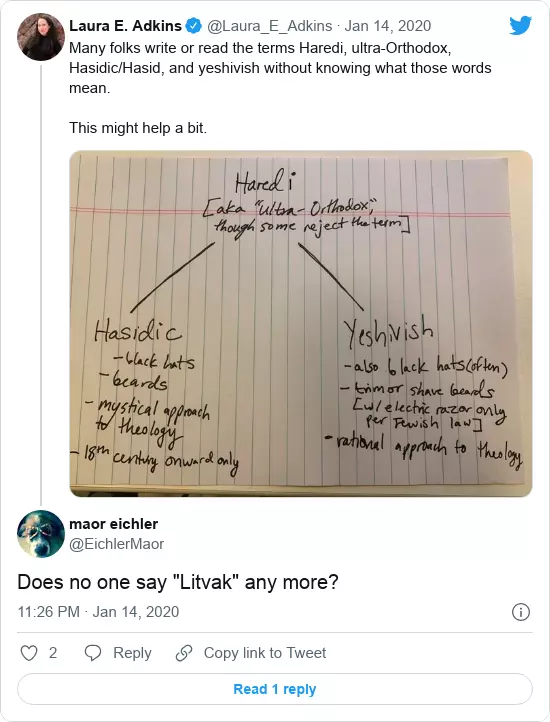 Laura E. Adkins @Laura_E_Adkins · Jan 14, 2020
Many folks write or read the terms Haredi, ultra-Orthodox,
Hasidic/Hasid, and yeshivish without knowing what those words
mean.
This might help a bit.
Haredi
[aka "ultra-Orthodox,"
though some reject the term]
Hasidic
- black hats
- beards
- mystical approach
to theology
- 18th century onward only
Yeshivish
- also black hats (often)
- trim or shave beards
[w/ electric razor only
per Jewish law]
- rational approach to theology
maor eichler
@EichlerMaor
Does no one say "Litvak" any more?
11:26 PM · Jan 14, 2020
2 Reply Copy link to Tweet
Read 1 reply